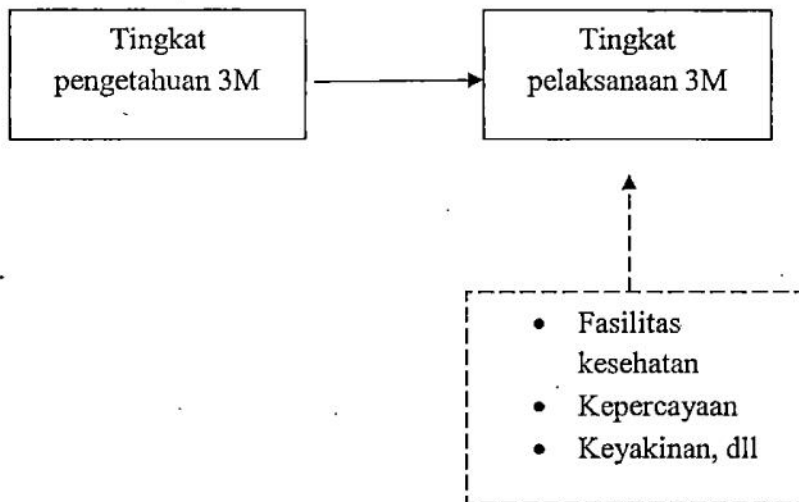 Tingkat
pengetahuan 3M
Tingkat
pelaksanaan 3M
• Fasilitas
kesehatan
• Kepercayaan
• Keyakinan, dll